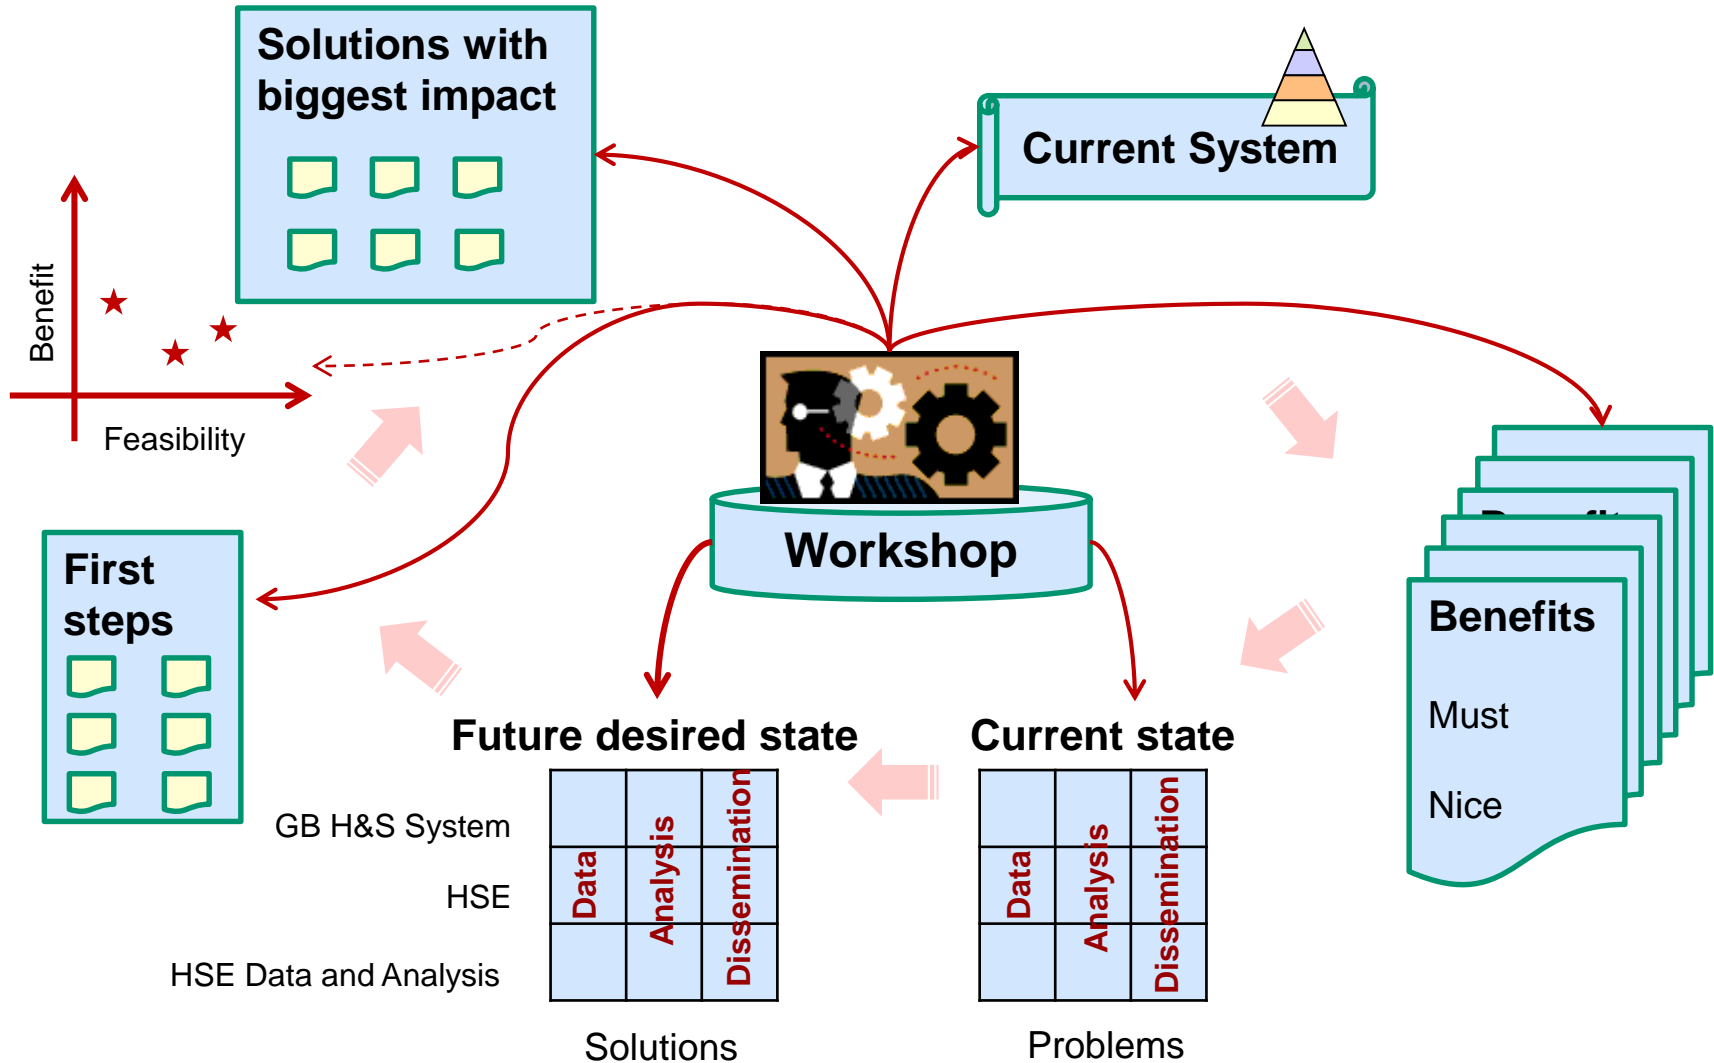 Solutions with
biggest impact
Current System
Benefit
Feasibility
Workshop
First
steps
Benefits
Must
Nice
Future desired state
Current state
GB H&S System
HSE
HSE Data and Analysis
Data
Analysis
Dissemination
Data
Analysis
Dissemination
Solutions
Problems